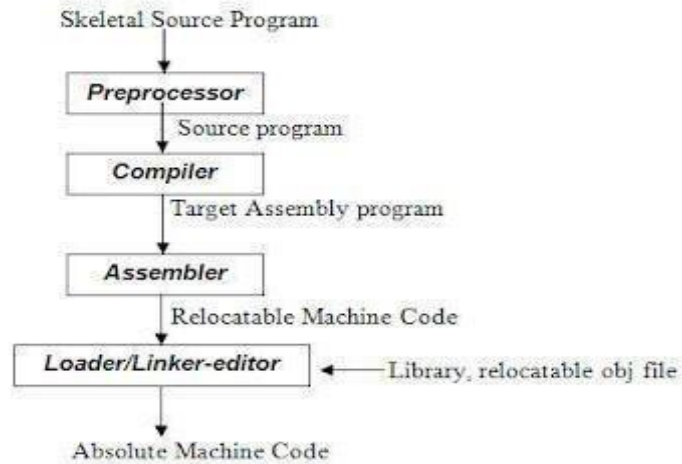 Skeletal Source Program
Preprocessor
Source program
Compiler
Target Assembly program
Assembler
Relocatable Machine Code
Loader/Linker-editor
Library, relocatable obj file
Absolute Machine Code